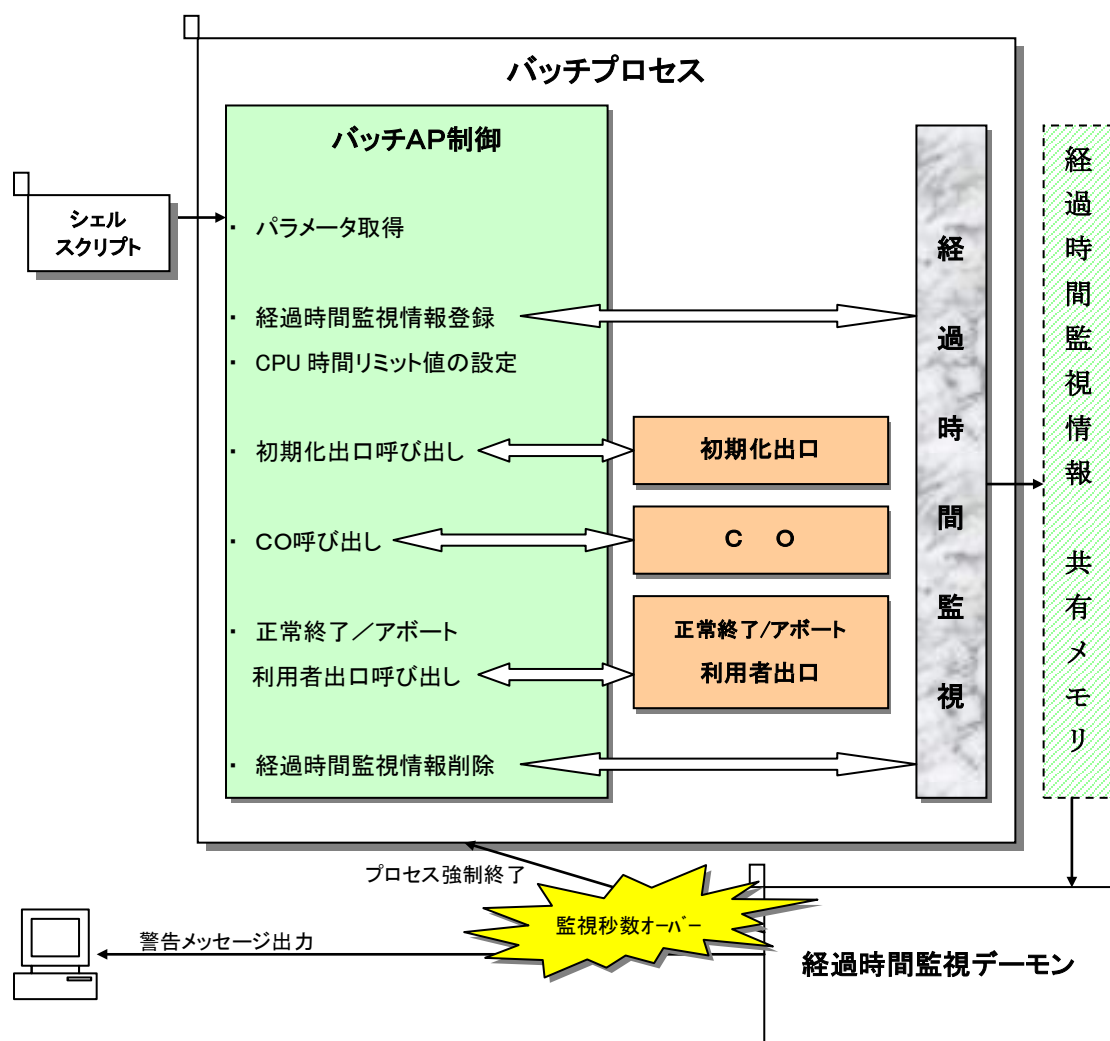 バッチプロセス
バッチAP制御
シェル
スクリプト
・ パラメータ取得
・ 経過時間監視情報登録
・ CPU 時間リミット値の設定
・ 初期化出口呼び出し
・ CO呼び出し
・ 正常終了／アボート
利用者出口呼び出し
・ 経過時間監視情報削除
初期化出口
C O
正常終了/アボート
利用者出口
経過時間監視
経過時間監視情報 共有メモリ
プロセス強制終了
監視秒数オーバー
警告メッセージ出力
経過時間監視デーモン